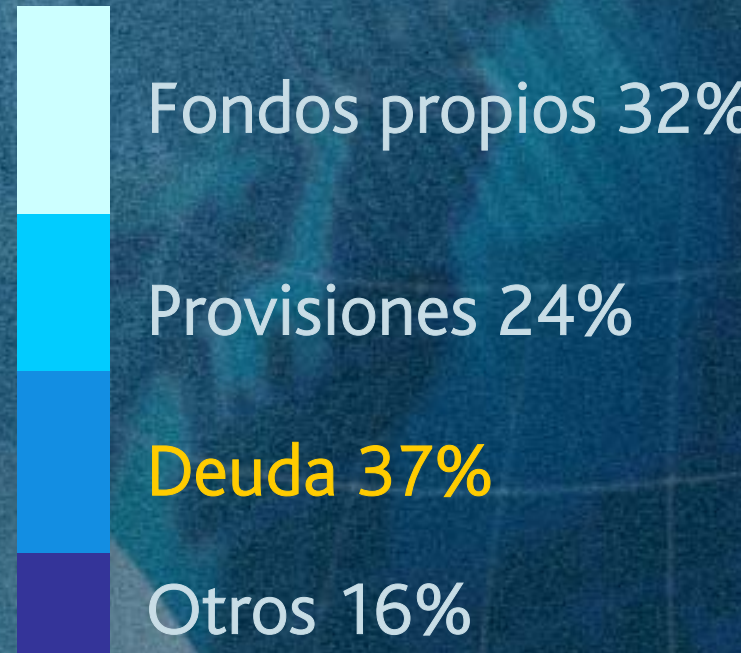 Fondos propios 32%
Provisiones 24%
Deuda 37%
Otros 16%